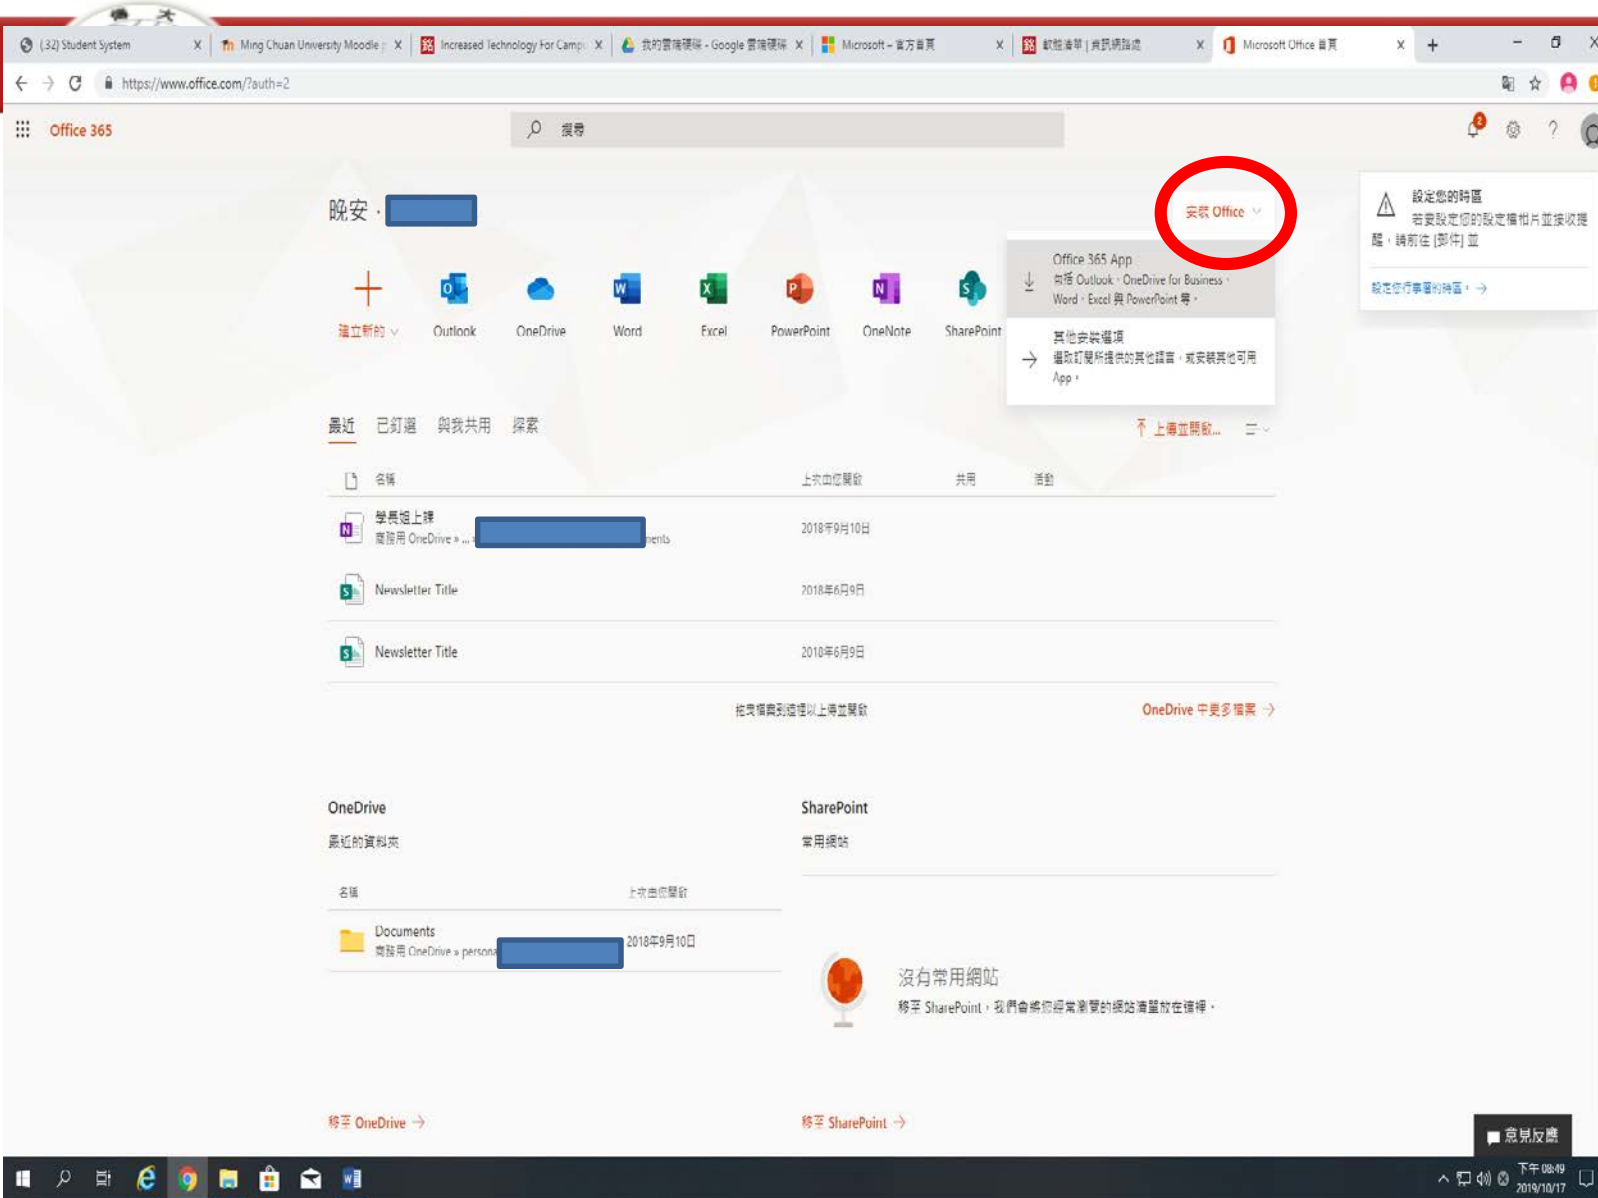 (32) Student System
Ming Chuan University Moodle
Increased Technology For Camp
我的雲端硬碟 - Google 雲端硬碟
Microsoft – 官方首頁
軟體清單 | 資訊網路處
Microsoft Office 首頁
https://www.office.com/?auth=2
Office 365
搜尋
2
晚安，
安裝 Office
設定您的時區
若要設定您的設定檔相片並接收提
醒，請前往 [郵件] 並
設定您行事曆的時區。
Office 365 App
包括 Outlook、OneDrive for Business、
Word、Excel 與 PowerPoint 等。
其他安裝選項
選取訂閱所提供的其他語言，或安裝其他可用
App。
建立新的
Outlook
OneDrive
Word
Excel
PowerPoint
OneNote
SharePoint
最近 已釘選 與我共用 探索
上傳並開啟...
名稱 上次由您開啟 共用 活動
學長姐上課
商務用 OneDrive » ... »
ments
2018年9月10日
Newsletter Title 2018年6月9日
Newsletter Title 2018年6月9日
拖曳檔案到這裡以上傳並開啟
OneDrive 中更多檔案 →
OneDrive
最近的資料夾
名稱 上次由您開啟
Documents
商務用 OneDrive » persona
2018年9月10日
SharePoint
常用網站
沒有常用網站
移至 SharePoint，我們會將您經常瀏覽的網站清單放在這裡。
移至 OneDrive →
移至 SharePoint →
意見反應
下午 08:49
2019/10/17